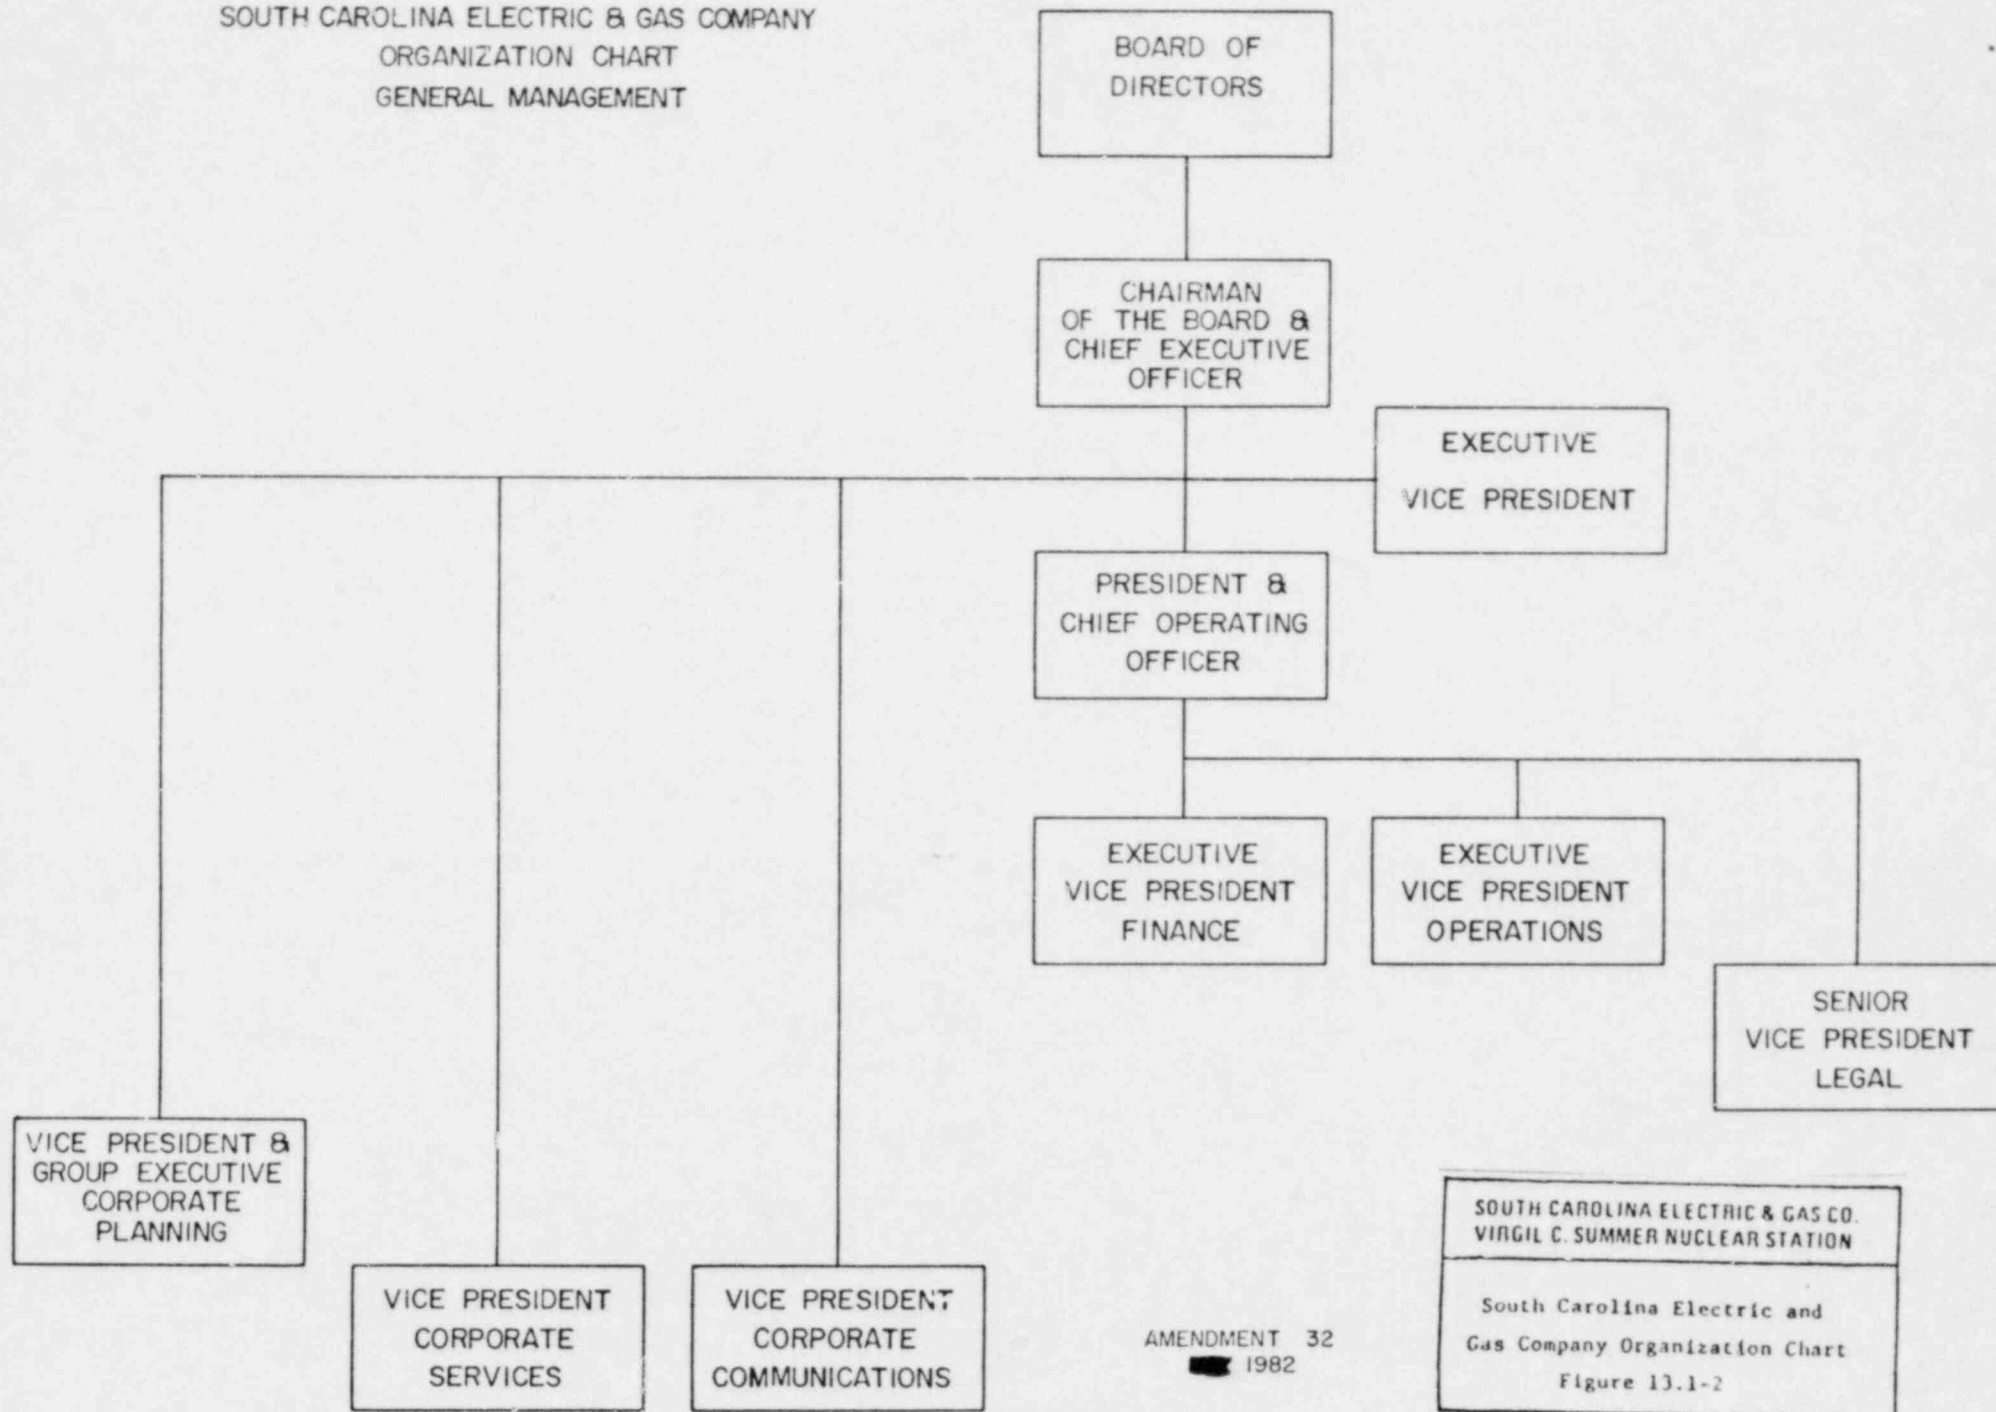 SOUTH CAROLINA ELECTRIC & GAS COMPANY
ORGANIZATION CHART
GENERAL MANAGEMENT
BOARD OF
DIRECTORS
CHAIRMAN
OF THE BOARD &
CHIEF EXECUTIVE
OFFICER
EXECUTIVE
VICE PRESIDENT
PRESIDENT &
CHIEF OPERATING
OFFICER
EXECUTIVE
VICE PRESIDENT
FINANCE
EXECUTIVE
VICE PRESIDENT
OPERATIONS
SENIOR
VICE PRESIDENT
LEGAL
VICE PRESIDENT &
GROUP EXECUTIVE
CORPORATE
PLANNING
VICE PRESIDENT
CORPORATE
SERVICES
VICE PRESIDENT
CORPORATE
COMMUNICATIONS
AMENDMENT 32
1982
SOUTH CAROLINA ELECTRIC & GAS CO.
VIRGIL C. SUMMER NUCLEAR STATION
South Carolina Electric and
Gas Company Organization Chart
Figure 13.1-2